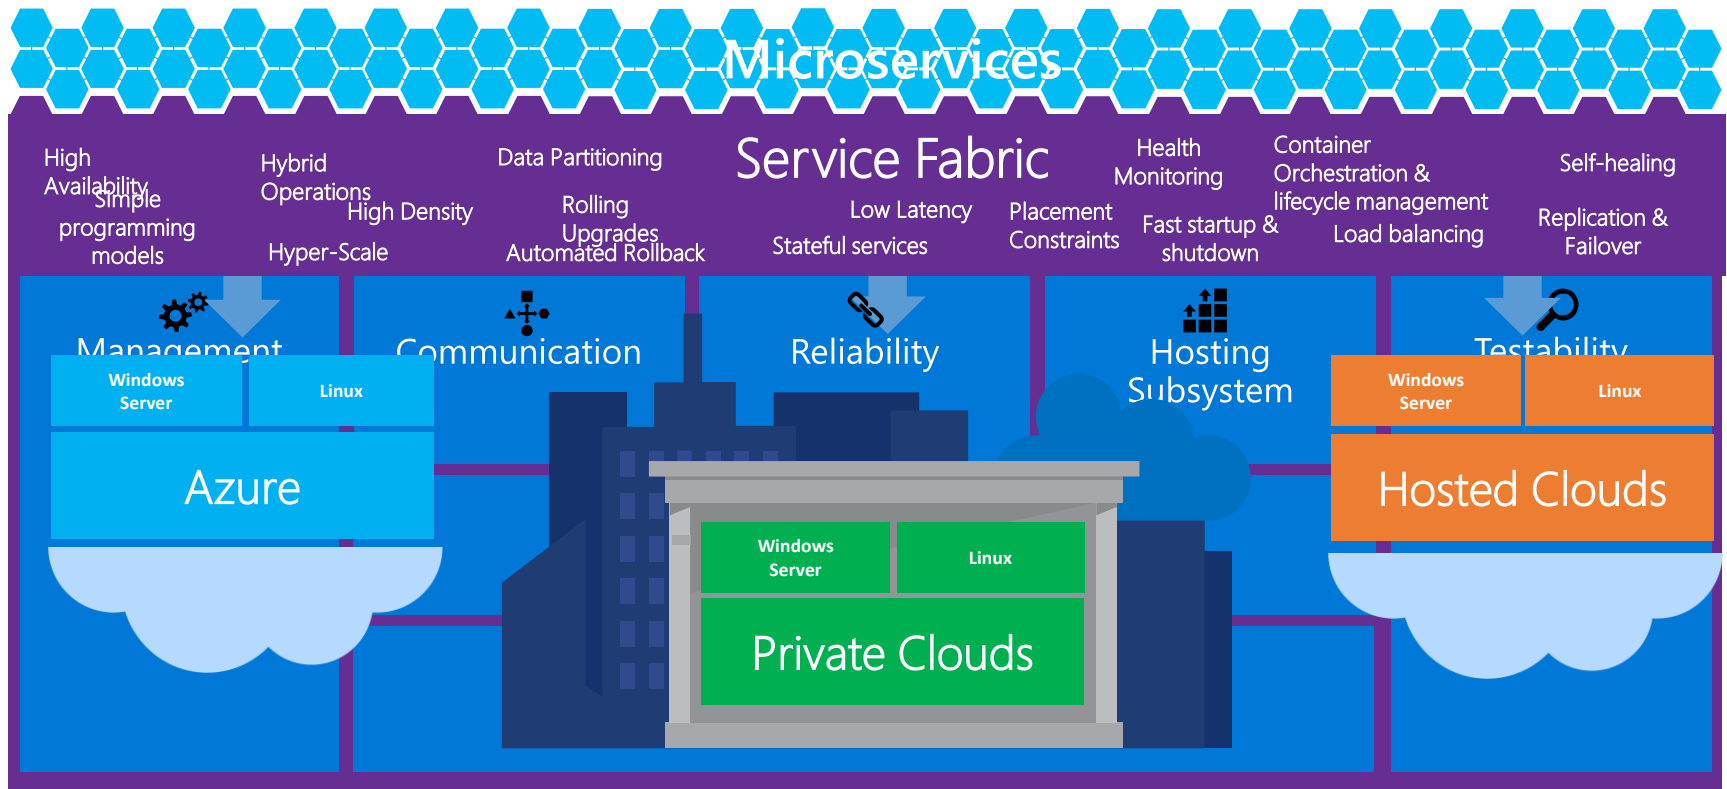 Microservices
Service Fabric
High
Availability
Simple
programming
models
Hybrid
Operations
High Density
Hyper-Scale
Data Partitioning
Rolling
Upgrades
Automated Rollback
Low Latency
Stateful services
Placement
Constraints
Health
Monitoring
Fast startup &
shutdown
Container
Orchestration &
lifecycle management
Load balancing
Self-healing
Replication &
Failover
Management
Communication
Reliability
Hosting
Subsystem
Testability
Windows
Server
Linux
Azure
Windows
Server
Linux
Private Clouds
Windows
Server
Linux
Hosted Clouds